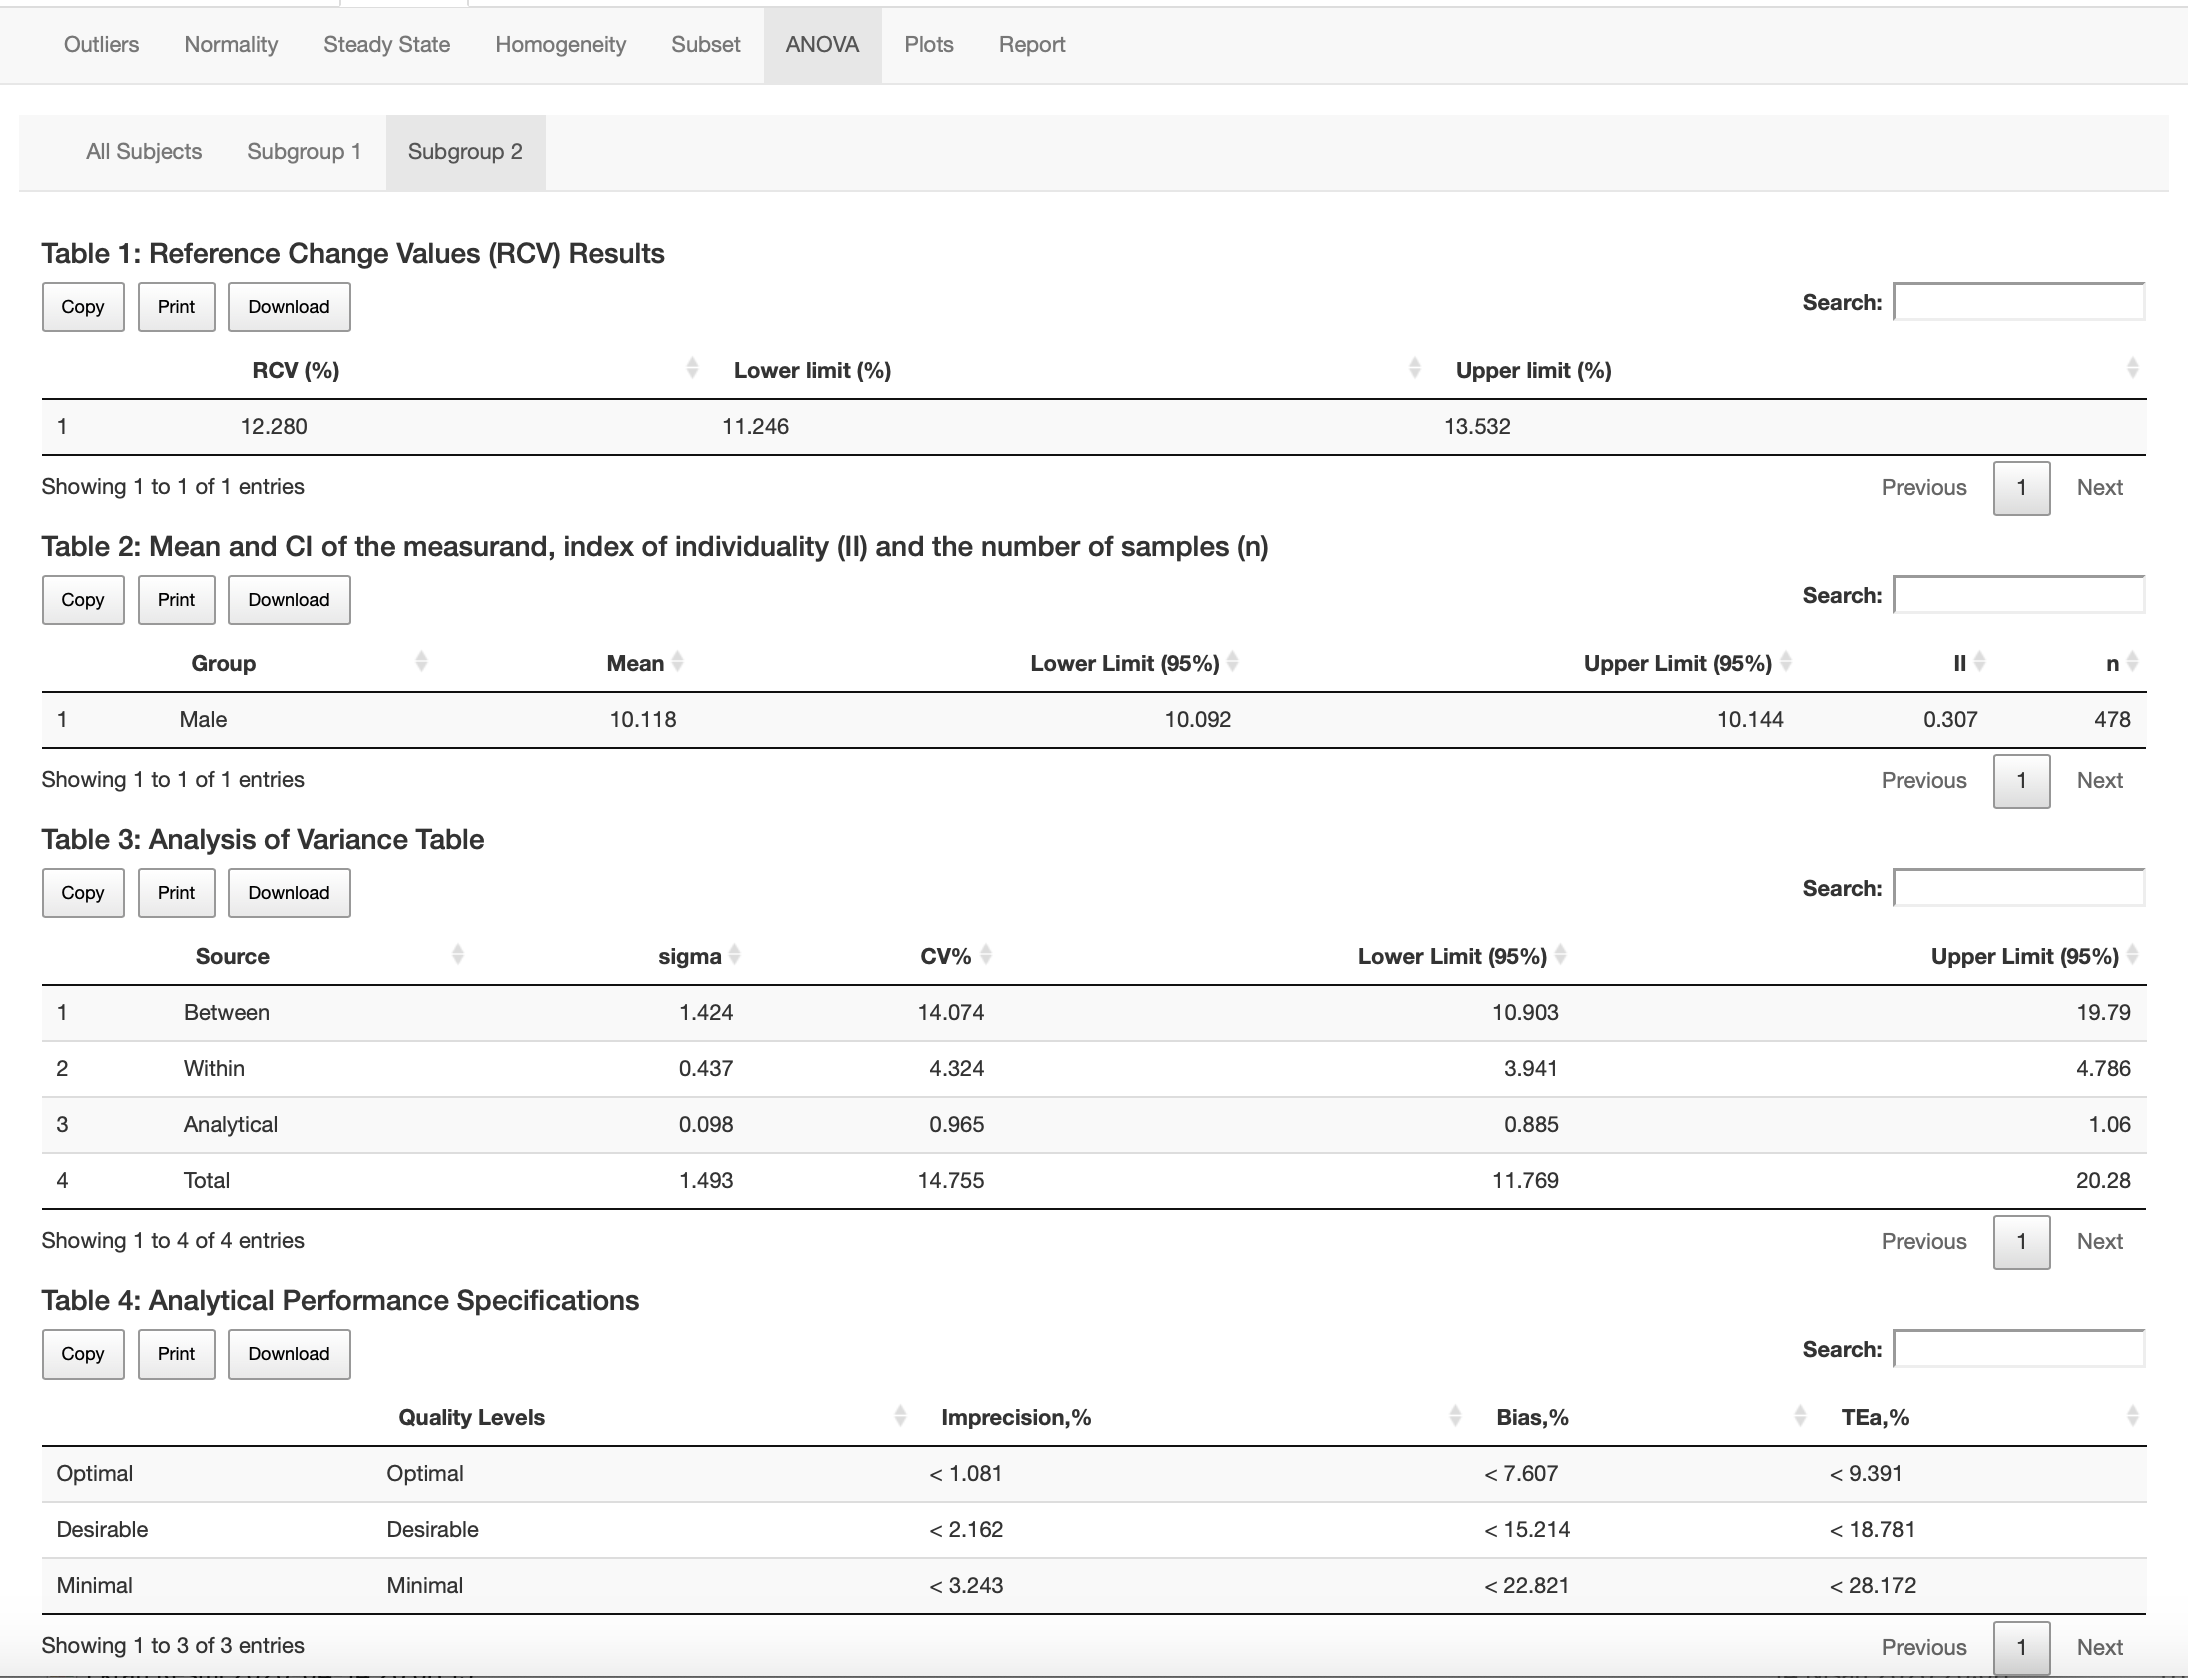 Outliers Normality Steady State Homogeneity Subset ANOVA Plots Report
All Subjects Subgroup 1 Subgroup 2
Table 1: Reference Change Values (RCV) Results
Copy Print Download Search:
RCV (%) Lower limit (%) Upper limit (%)
1 12.280 11.246 13.532
Showing 1 to 1 of 1 entries Previous 1 Next
Table 2: Mean and CI of the measurand, index of individuality (II) and the number of samples (n)
Copy Print Download Search:
Group Mean Lower Limit (95%) Upper Limit (95%) II n
1 Male 10.118 10.092 10.144 0.307 478
Showing 1 to 1 of 1 entries Previous 1 Next
Table 3: Analysis of Variance Table
Copy Print Download Search:
Source sigma CV% Lower Limit (95%) Upper Limit (95%)
1 Between 1.424 14.074 10.903 19.79
2 Within 0.437 4.324 3.941 4.786
3 Analytical 0.098 0.965 0.885 1.06
4 Total 1.493 14.755 11.769 20.28
Showing 1 to 4 of 4 entries Previous 1 Next
Table 4: Analytical Performance Specifications
Copy Print Download Search:
Quality Levels Imprecision,% Bias,% TEa,%
Optimal Optimal < 1.081 < 7.607 < 9.391
Desirable Desirable < 2.162 < 15.214 < 18.781
Minimal Minimal < 3.243 < 22.821 < 28.172
Showing 1 to 3 of 3 entries Previous 1 Next